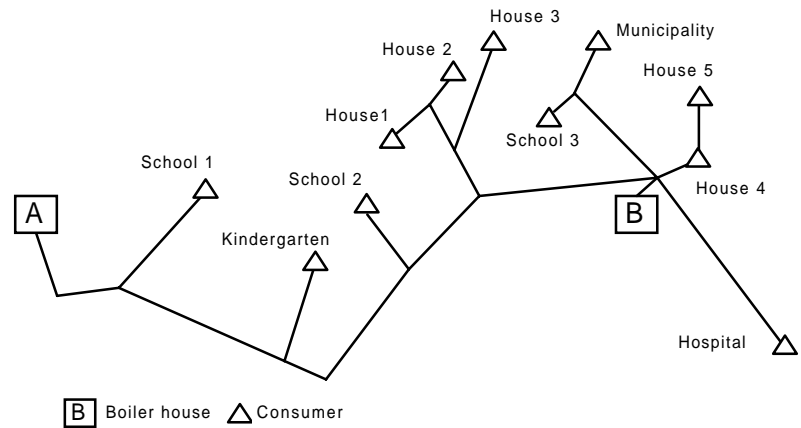 House 3
Municipality
House 2
House 5
House1
School 3
School 1
School 2
House 4
A
B
Kindergarten
Hospital
B Boiler house
Consumer